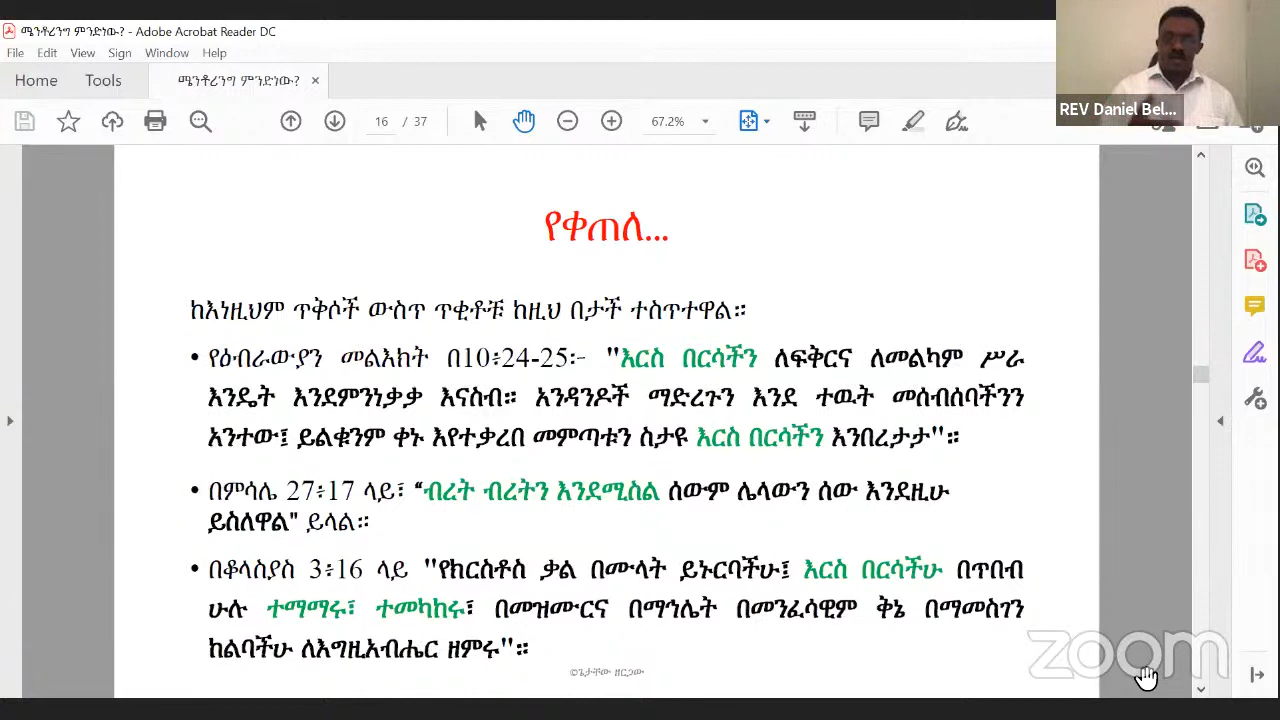 ሜንቶሪንግ ምንድነው? - Adobe Acrobat Reader DC
File Edit View Sign Window Help
Home Tools ሜንቶሪንግ ምንድነው? ×
16 / 37 67.2%
REV Daniel Bel...
የቀጠለ...
ከእነዚህም ጥቅሶች ውስጥ ጥቂቶቹ ከዚህ በታች ተስጥተዋል።
• የዕብራውያን መልእክት በ10፥24-25፡- "እርስ በርሳችን ለፍቅርና ለመልካም ሥራ
እንዴት እንደምንነቃቃ እናስብ። አንዳንዶች ማድረጉን እንደ ተዉት መሰብሰባችንን
አንተው፤ ይልቁንም ቀኑ እየተቃረበ መምጣቱን ስታዩ እርስ በርሳችን እንበረታታ"።
• በምሳሌ 27፥17 ላይ፣ “ብረት ብረትን እንደሚስል ሰውም ሌላውን ሰው እንደዚሁ
ይስለዋል" ይላል።
• በቆላስያስ 3፥16 ላይ "የክርስቶስ ቃል በሙላት ይኑርባችሁ፤ እርስ በርሳችሁ በጥበብ
ሁሉ ተማማሩ፣ ተመካከሩ፣ በመዝሙርና በማኅሌት በመንፈሳዊም ቅኔ በማመስገን
ከልባችሁ ለእግዚአብሔር ዘምሩ"።
©ጌታቸው ዘርጋው
zoom